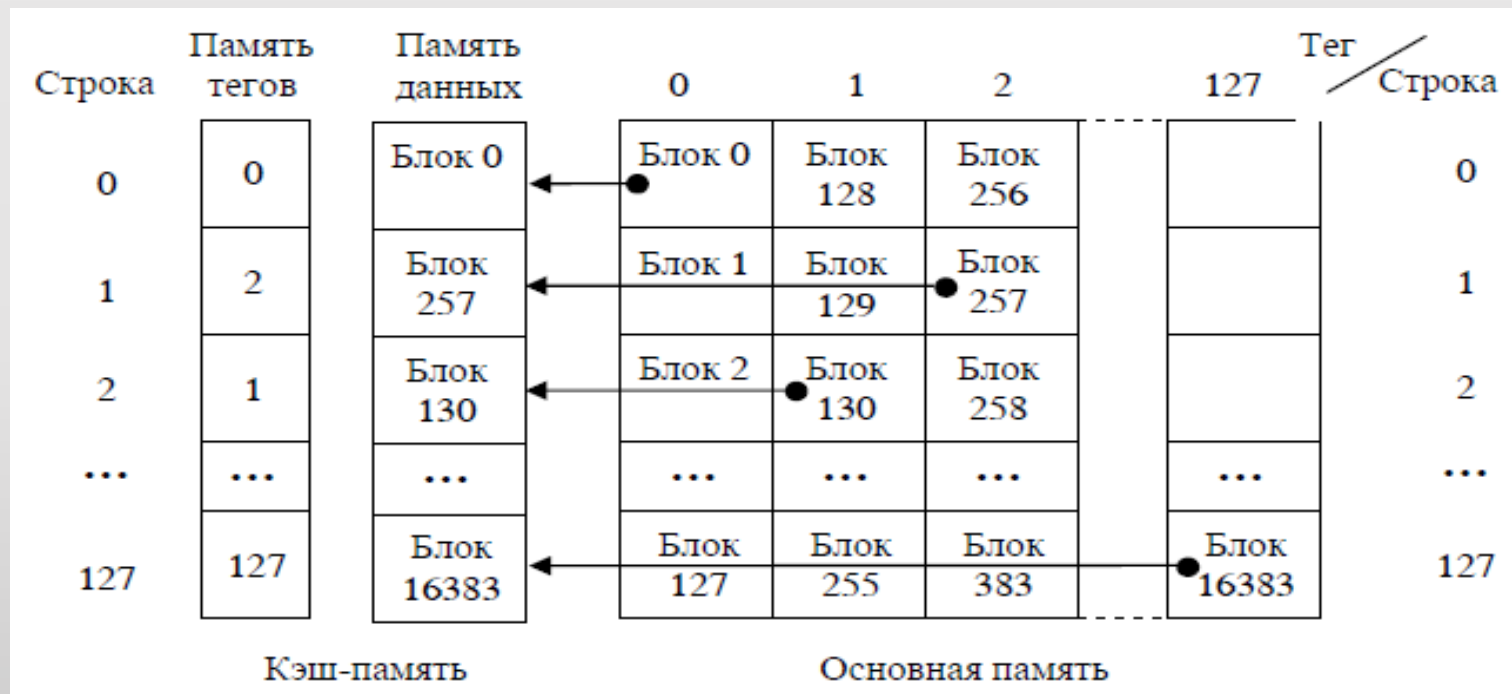 Память Память Тег
Строка тегов данных 0 1 2 127 Строка
0 0 Блок 0 Блок 0 Блок 128 Блок 256 0
1 2 Блок 257 Блок 1 Блок 129 Блок 257 1
2 1 Блок 130 Блок 2 Блок 130 Блок 258 2
... ... ... ... ... ... ... ...
127 127 Блок 16383 Блок 127 Блок 255 Блок 383 Блок 16383 127
Кэш-память Основная память